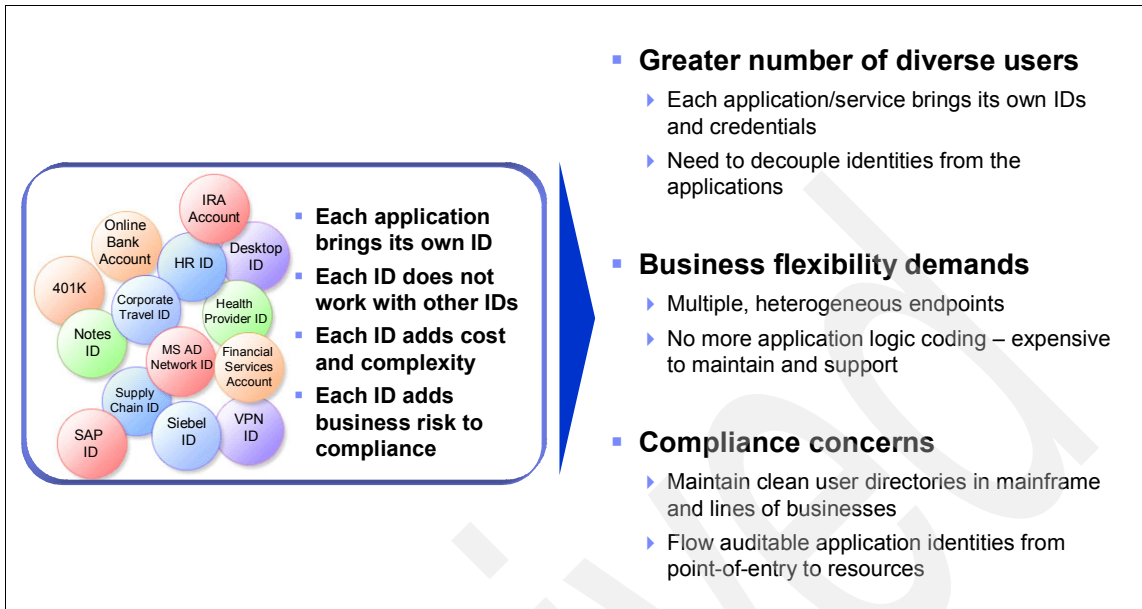 IRA
Account
Online
Bank
Account
HR ID
Desktop
ID
401K
Corporate
Travel ID
Health
Provider ID
Notes
ID
MS AD
Network ID
Financial
Services
Account
Supply
Chain ID
Siebel
ID
VPN
ID
SAP
ID
▪ Each application
brings its own ID
▪ Each ID does not
work with other IDs
▪ Each ID adds cost
and complexity
▪ Each ID adds
business risk to
compliance
▪ Greater number of diverse users
Each application/service brings its own IDs
and credentials
Need to decouple identities from the
applications
▪ Business flexibility demands
Multiple, heterogeneous endpoints
No more application logic coding – expensive
to maintain and support
▪ Compliance concerns
Maintain clean user directories in mainframe
and lines of businesses
Flow auditable application identities from
point-of-entry to resources